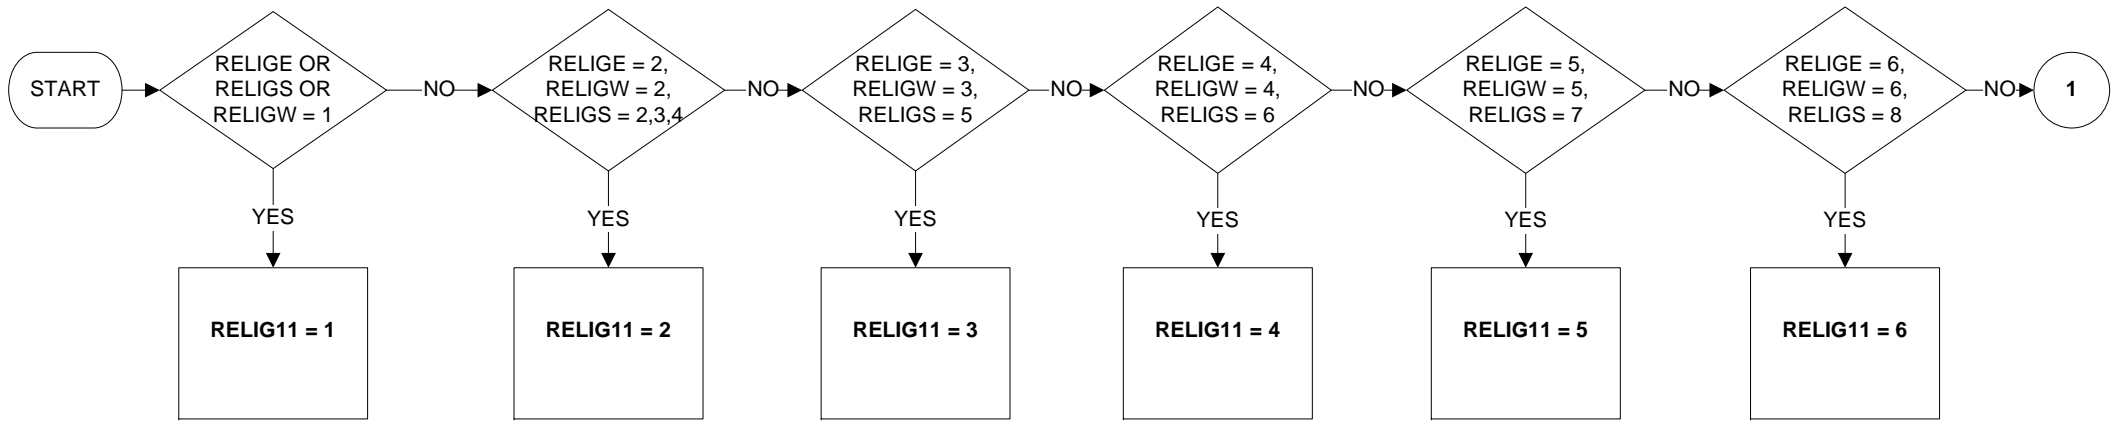 START
RELIGE OR
RELIGS OR
RELIGW = 1
NO
RELIGE = 2,
RELIGW = 2,
RELIGS = 2,3,4
NO
RELIGE = 3,
RELIGW = 3,
RELIGS = 5
NO
RELIGE = 4,
RELIGW = 4,
RELIGS = 6
NO
RELIGE = 5,
RELIGW = 5,
RELIGS = 7
NO
RELIGE = 6,
RELIGW = 6,
RELIGS = 8
NO
1
YES
YES
YES
YES
YES
YES
RELIG11 = 1
RELIG11 = 2
RELIG11 = 3
RELIG11 = 4
RELIG11 = 5
RELIG11 = 6